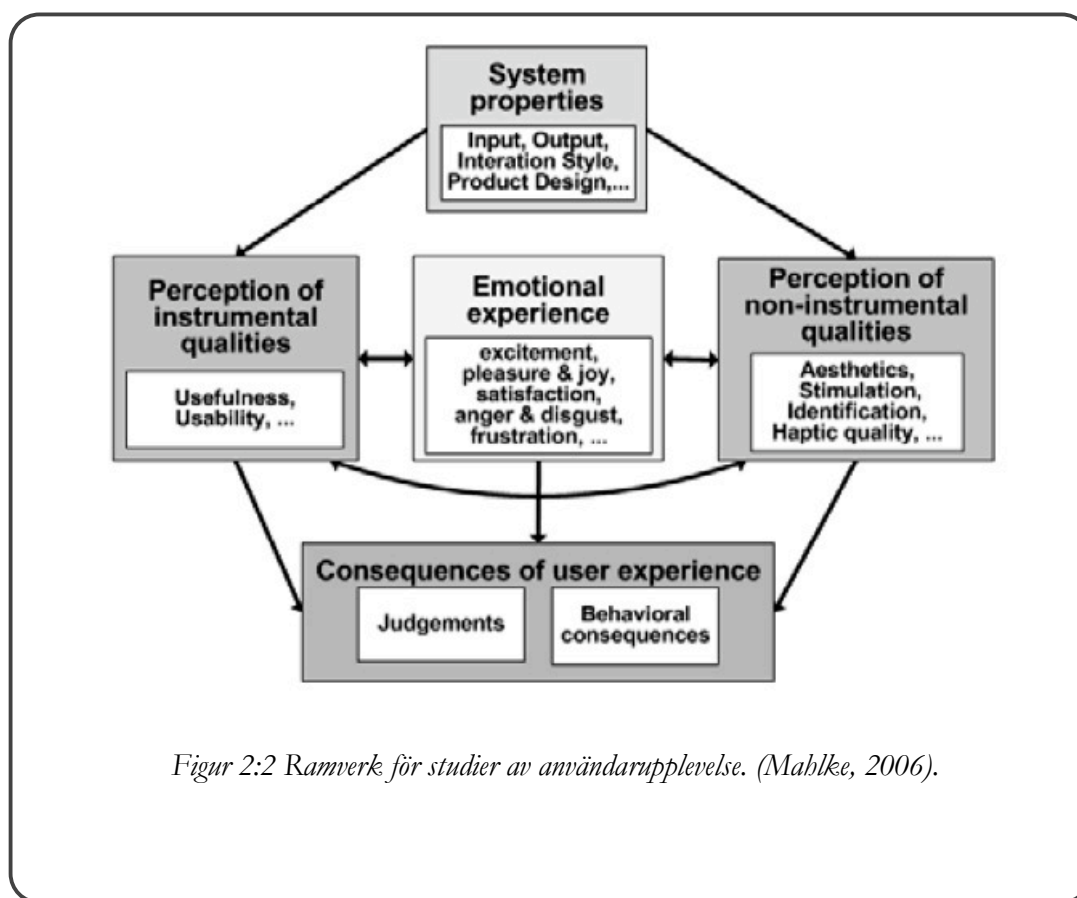 System
properties
Input, Output,
Interation Style,
Product Design,...
Perception of
instrumental
qualities
Usefulness,
Usability, ...
Emotional
experience
excitement,
pleasure & joy,
satisfaction,
anger & disgust,
frustration, ...
Perception of
non-instrumental
qualities
Aesthetics,
Stimulation,
Identification,
Haptic quality, ...
Consequences of user experience
Judgements
Behavioral
consequences
Figur 2:2 Ramverk för studier av användarupplevelse. (Mahlke, 2006).